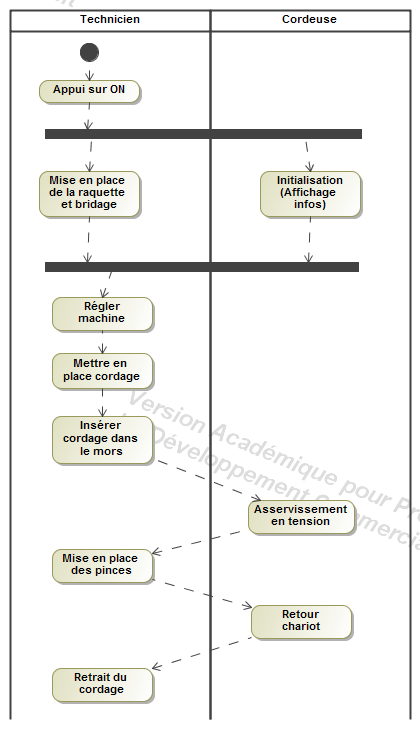 Technicien
Cordeuse
Appui sur ON
Mise en place
de la raquette
et bridage
Initialisation
(Affichage
infos)
Régler
machine
Mettre en
place cordage
Insérer
cordage dans
le mors
Version Académique pour
Développement Commercia
Asservissement
en tension
Mise en place
des pinces
Retour
chariot
Retrait du
cordage